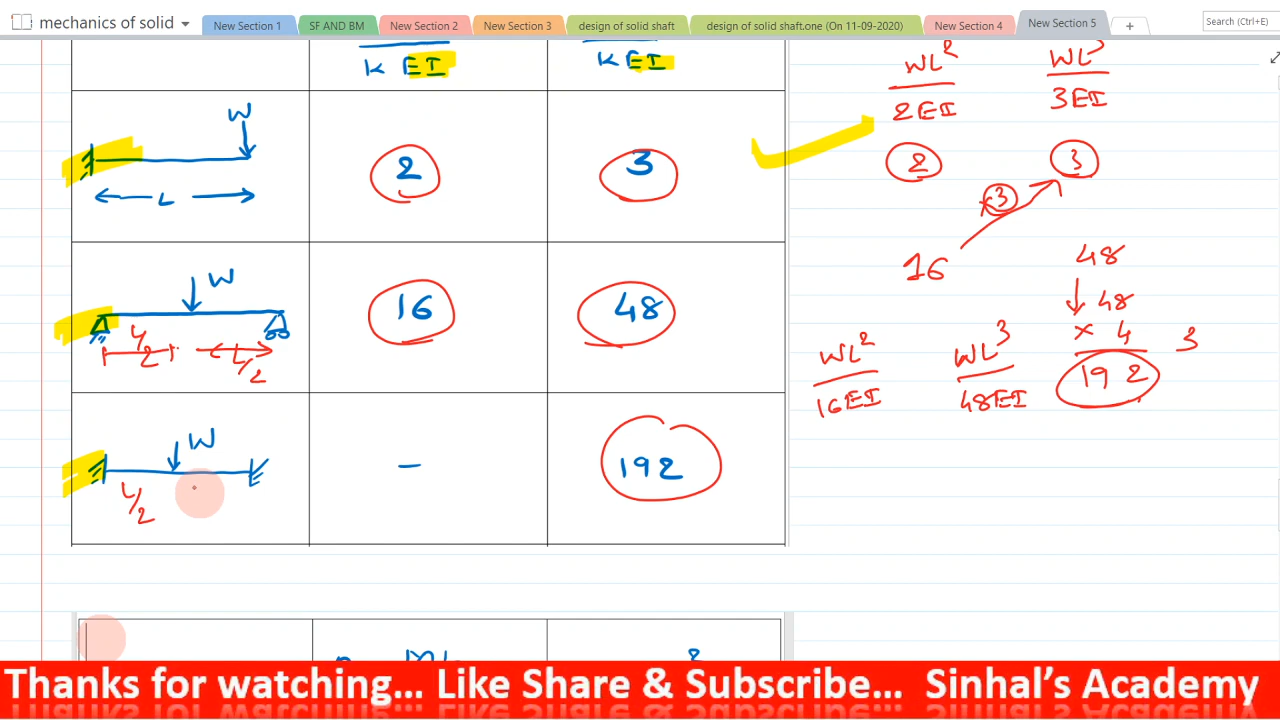 mechanics of solid
New Section 1
SF AND BM
New Section 2
New Section 3
design of solid shaft
design of solid shaft.one (On 11-09-2020)
New Section 4
New Section 5
+
Search (Ctrl+E)
K EI
K EI
WL²
2EI
WL³
3EI
W
L
2
3
2
3
×3
16
W
L/2
L/2
16
48
48
48
× 4
192
3
WL²
16EI
WL³
48EI
W
L/2
-
192
Thanks for watching... Like Share & Subscribe... Sinhal's Academy